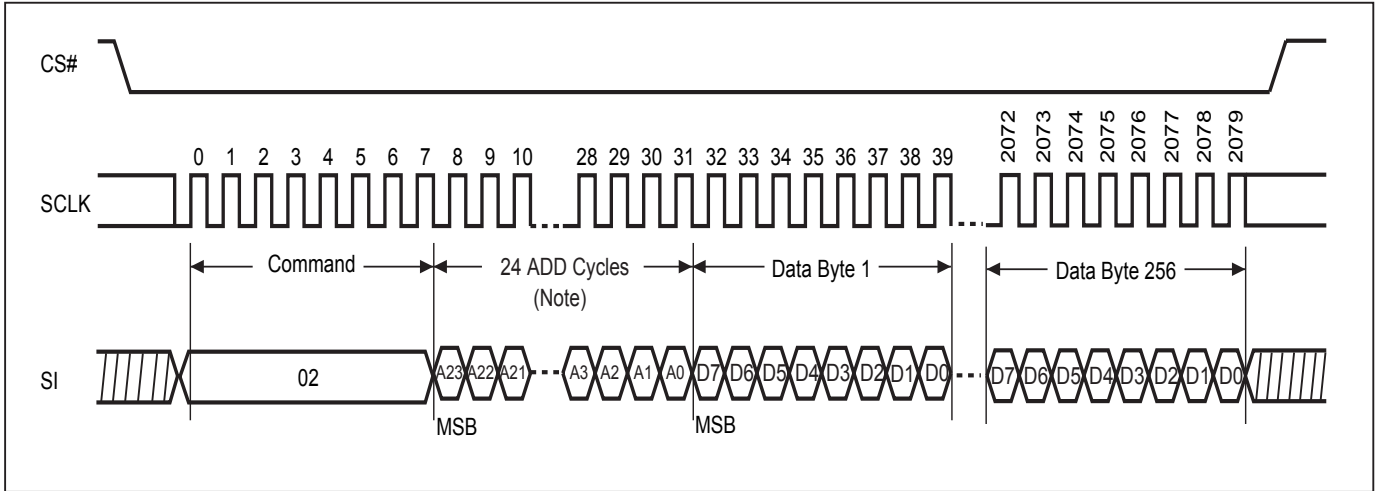 CS#
2072 2073 2074 2075 2076 2077 2078 2079
0 1 2 3 4 5 6 7 8 9 10 28 29 30 31 32 33 34 35 36 37 38 39
SCLK
Command 24 ADD Cycles Data Byte 1 Data Byte 256
(Note)
SI 02 A23 A22 A21 A3 A2 A1 A0 D7 D6 D5 D4 D3 D2 D1 D0 D7 D6 D5 D4 D3 D2 D1 D0
MSB MSB